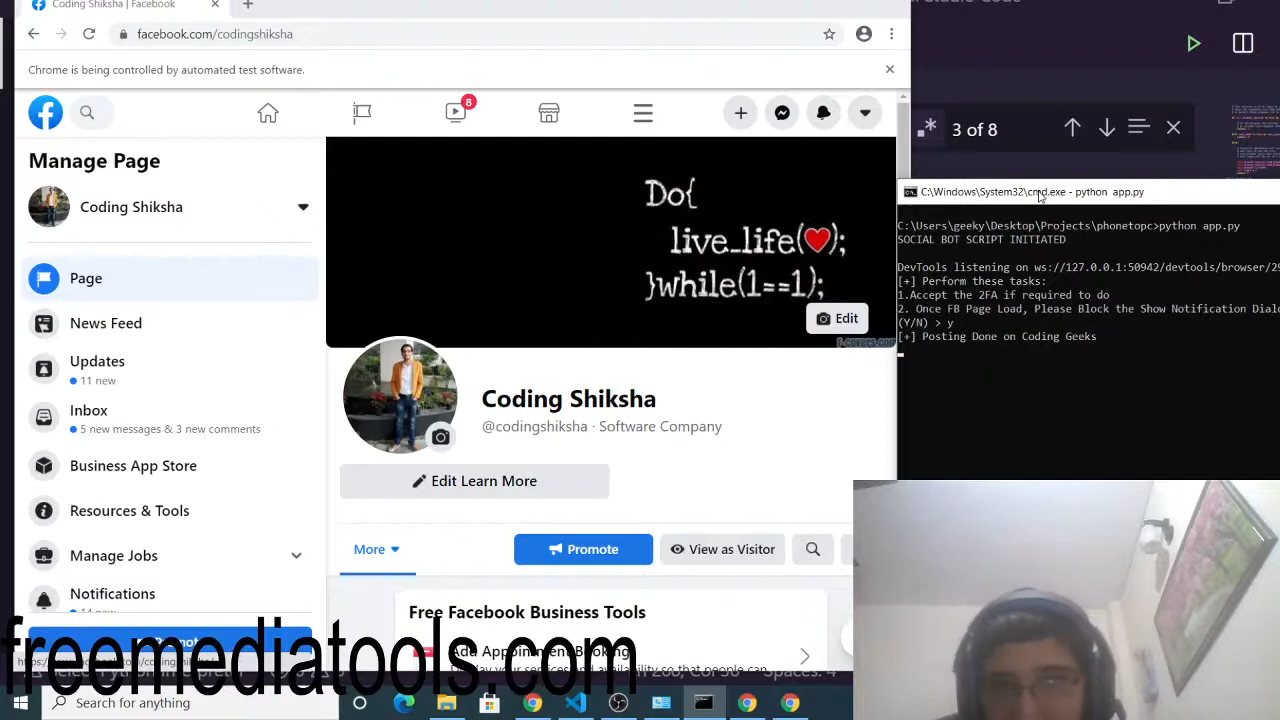 Coding Shiksha | Facebook
facebook.com/codingshiksha
Chrome is being controlled by automated test software.
8
Manage Page
Coding Shiksha
Page
News Feed
Updates
11 new
Inbox
5 new messages & 3 new comments
Business App Store
Resources & Tools
Manage Jobs
Notifications
Do{
live_life(❤);
}while(1==1);
Edit
Coding Shiksha
@codingshiksha · Software Company
Edit Learn More
More
Promote
View as Visitor
Free Facebook Business Tools
Add Appointment Booking
3 of 8
C:\Windows\System32\cmd.exe - python app.py
C:\Users\geeky\Desktop\Projects\phonetopc>python app.py
SOCIAL BOT SCRIPT INITIATED
DevTools listening on ws://127.0.0.1:50942/devtools/browser/29
[+] Perform these tasks:
1.Accept the 2FA if required to do
2. Once FB Page Load, Please Block the Show Notification Dialo
(Y/N) > y
[+] Posting Done on Coding Geeks
freemediatools.com
Search for anything